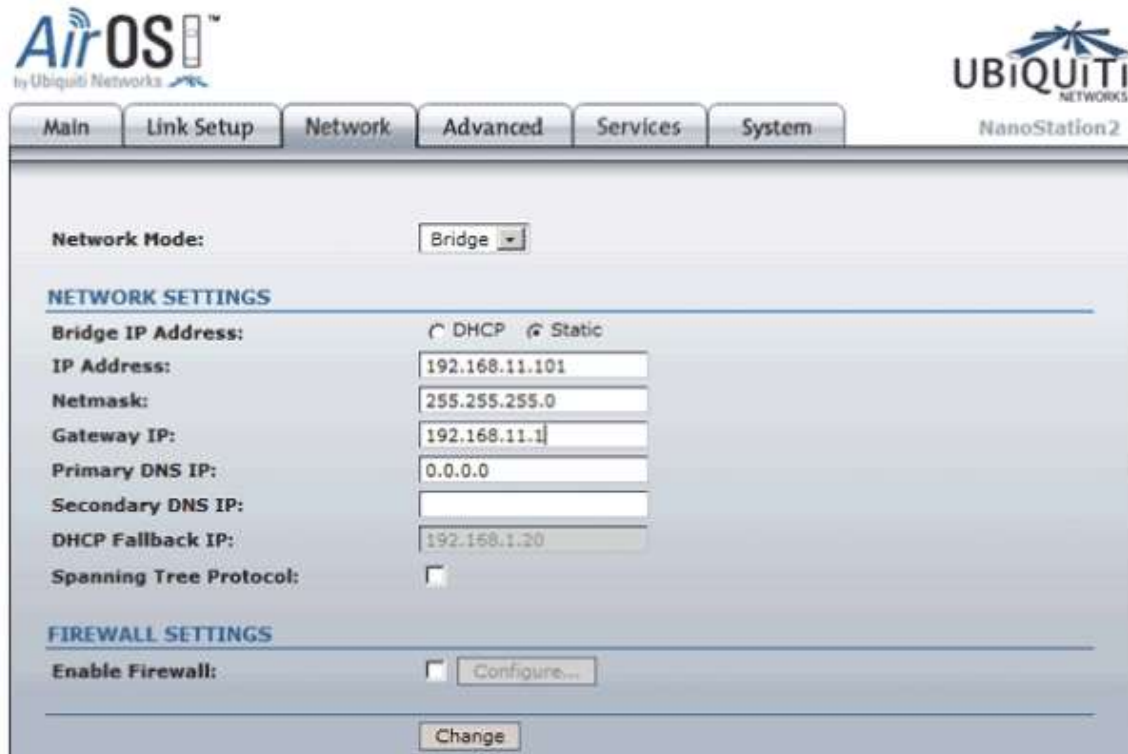 AirOS™
by Ubiquiti Networks
UBiQUiTi
NETWORKS
Main Link Setup Network Advanced Services System
NanoStation2
Network Mode: Bridge
NETWORK SETTINGS
Bridge IP Address: DHCP Static
IP Address: 192.168.11.101
Netmask: 255.255.255.0
Gateway IP: 192.168.11.1
Primary DNS IP: 0.0.0.0
Secondary DNS IP:
DHCP Fallback IP: 192.168.1.20
Spanning Tree Protocol:
FIREWALL SETTINGS
Enable Firewall: Configure...
Change